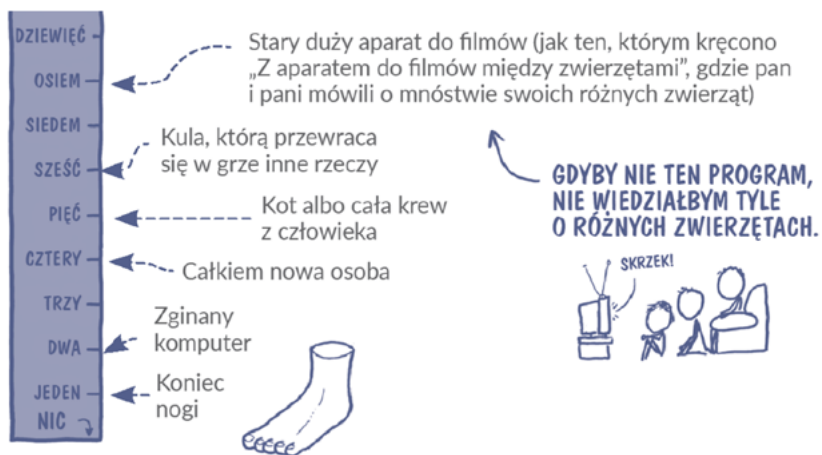 DZIEWIĘĆ
OSIEM
SIEDEM
SZEŚĆ
PIĘĆ
CZTERY
TRZY
DWA
JEDEN
NIC
Stary duży aparat do filmów (jak ten, którym kręcono
„Z aparatem do filmów między zwierzętami”, gdzie pan
i pani mówili o mnóstwie swoich różnych zwierząt)
Kula, którą przewraca
się w grze inne rzeczy
Kot albo cała krew
z człowieka
Całkiem nowa osoba
Zginany
komputer
Koniec
nogi
GDYBY NIE TEN PROGRAM,
NIE WIEDZIAŁBYM TYLE
O RÓŻNYCH ZWIERZĘTACH.
SKRZEK!